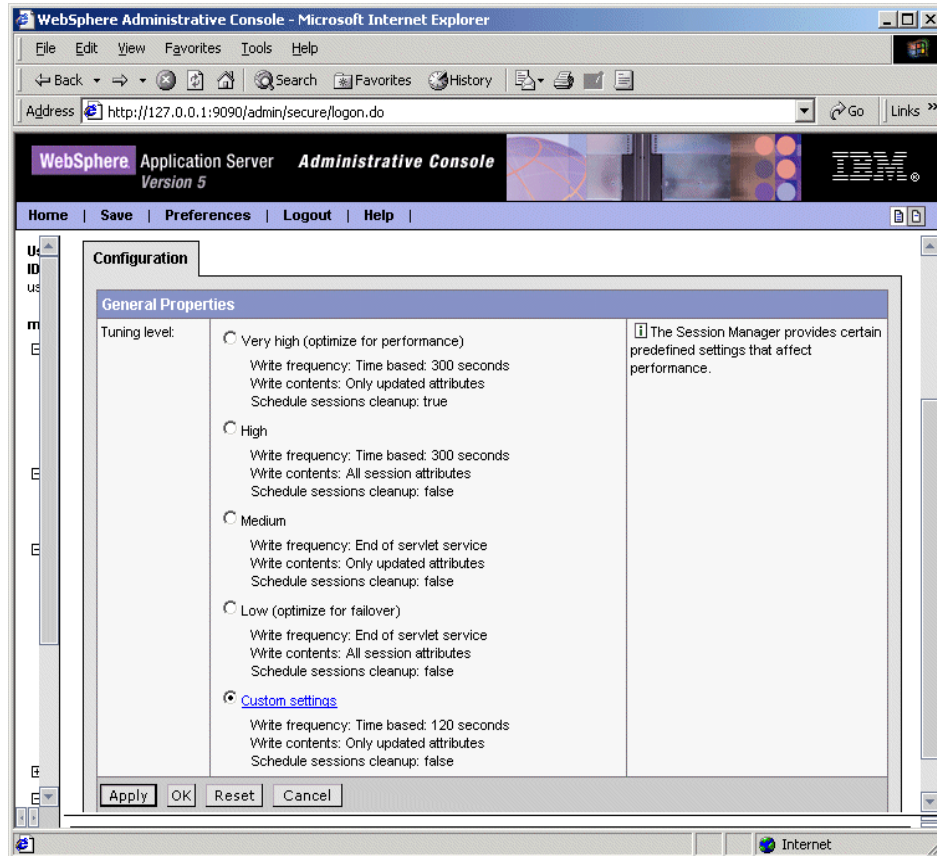 WebSphere Administrative Console - Microsoft Internet Explorer
File Edit View Favorites Tools Help
Back Search Favorites History
Address http://127.0.0.1:9090/admin/secure/logon.do Go Links »
WebSphere Application Server Administrative Console
Version 5
IBM®
Home | Save | Preferences | Logout | Help |
ID
us
m
Configuration
General Properties
Tuning level:
Very high (optimize for performance)
Write frequency: Time based: 300 seconds
Write contents: Only updated attributes
Schedule sessions cleanup: true
High
Write frequency: Time based: 300 seconds
Write contents: All session attributes
Schedule sessions cleanup: false
Medium
Write frequency: End of servlet service
Write contents: Only updated attributes
Schedule sessions cleanup: false
Low (optimize for failover)
Write frequency: End of servlet service
Write contents: All session attributes
Schedule sessions cleanup: false
Custom settings
Write frequency: Time based: 120 seconds
Write contents: Only updated attributes
Schedule sessions cleanup: false
i The Session Manager provides certain
predefined settings that affect
performance.
Apply OK Reset Cancel
Internet